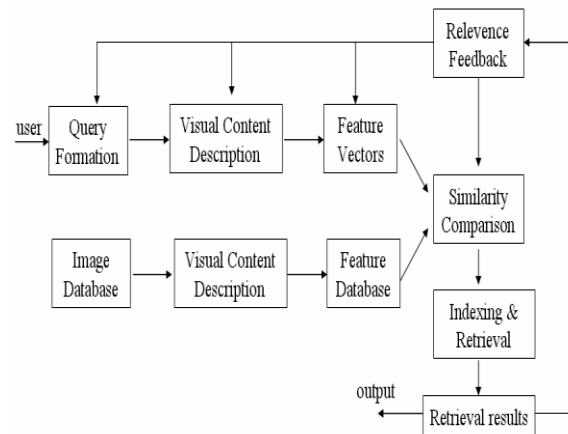 Relevence
Feedback
user
Query
Formation
Visual Content
Description
Feature
Vectors
Similarity
Comparison
Image
Database
Visual Content
Description
Feature
Database
Indexing &
Retrieval
output
Retrieval results